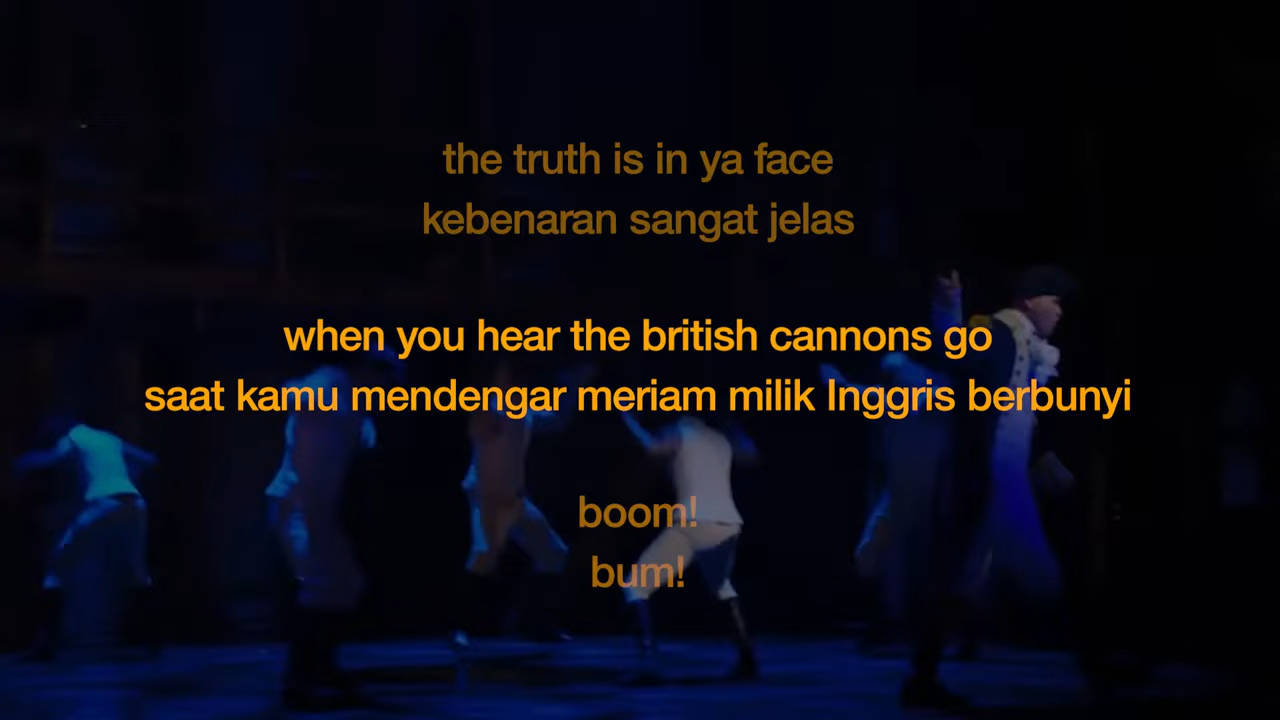 the truth is in ya face
kebenaran sangat jelas
when you hear the british cannons go
saat kamu mendengar meriam milik Inggris berbunyi
boom!
bum!